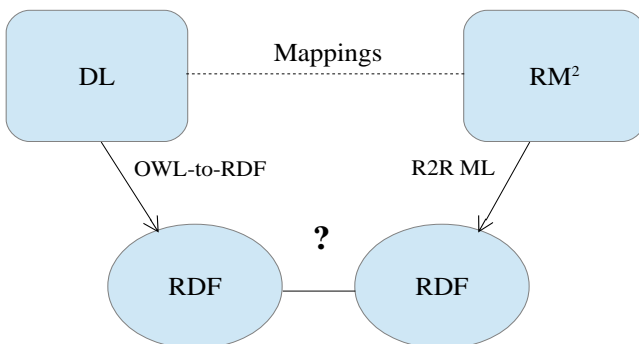 Mappings
DL
RM²
OWL-to-RDF
R2R ML
?
RDF
RDF